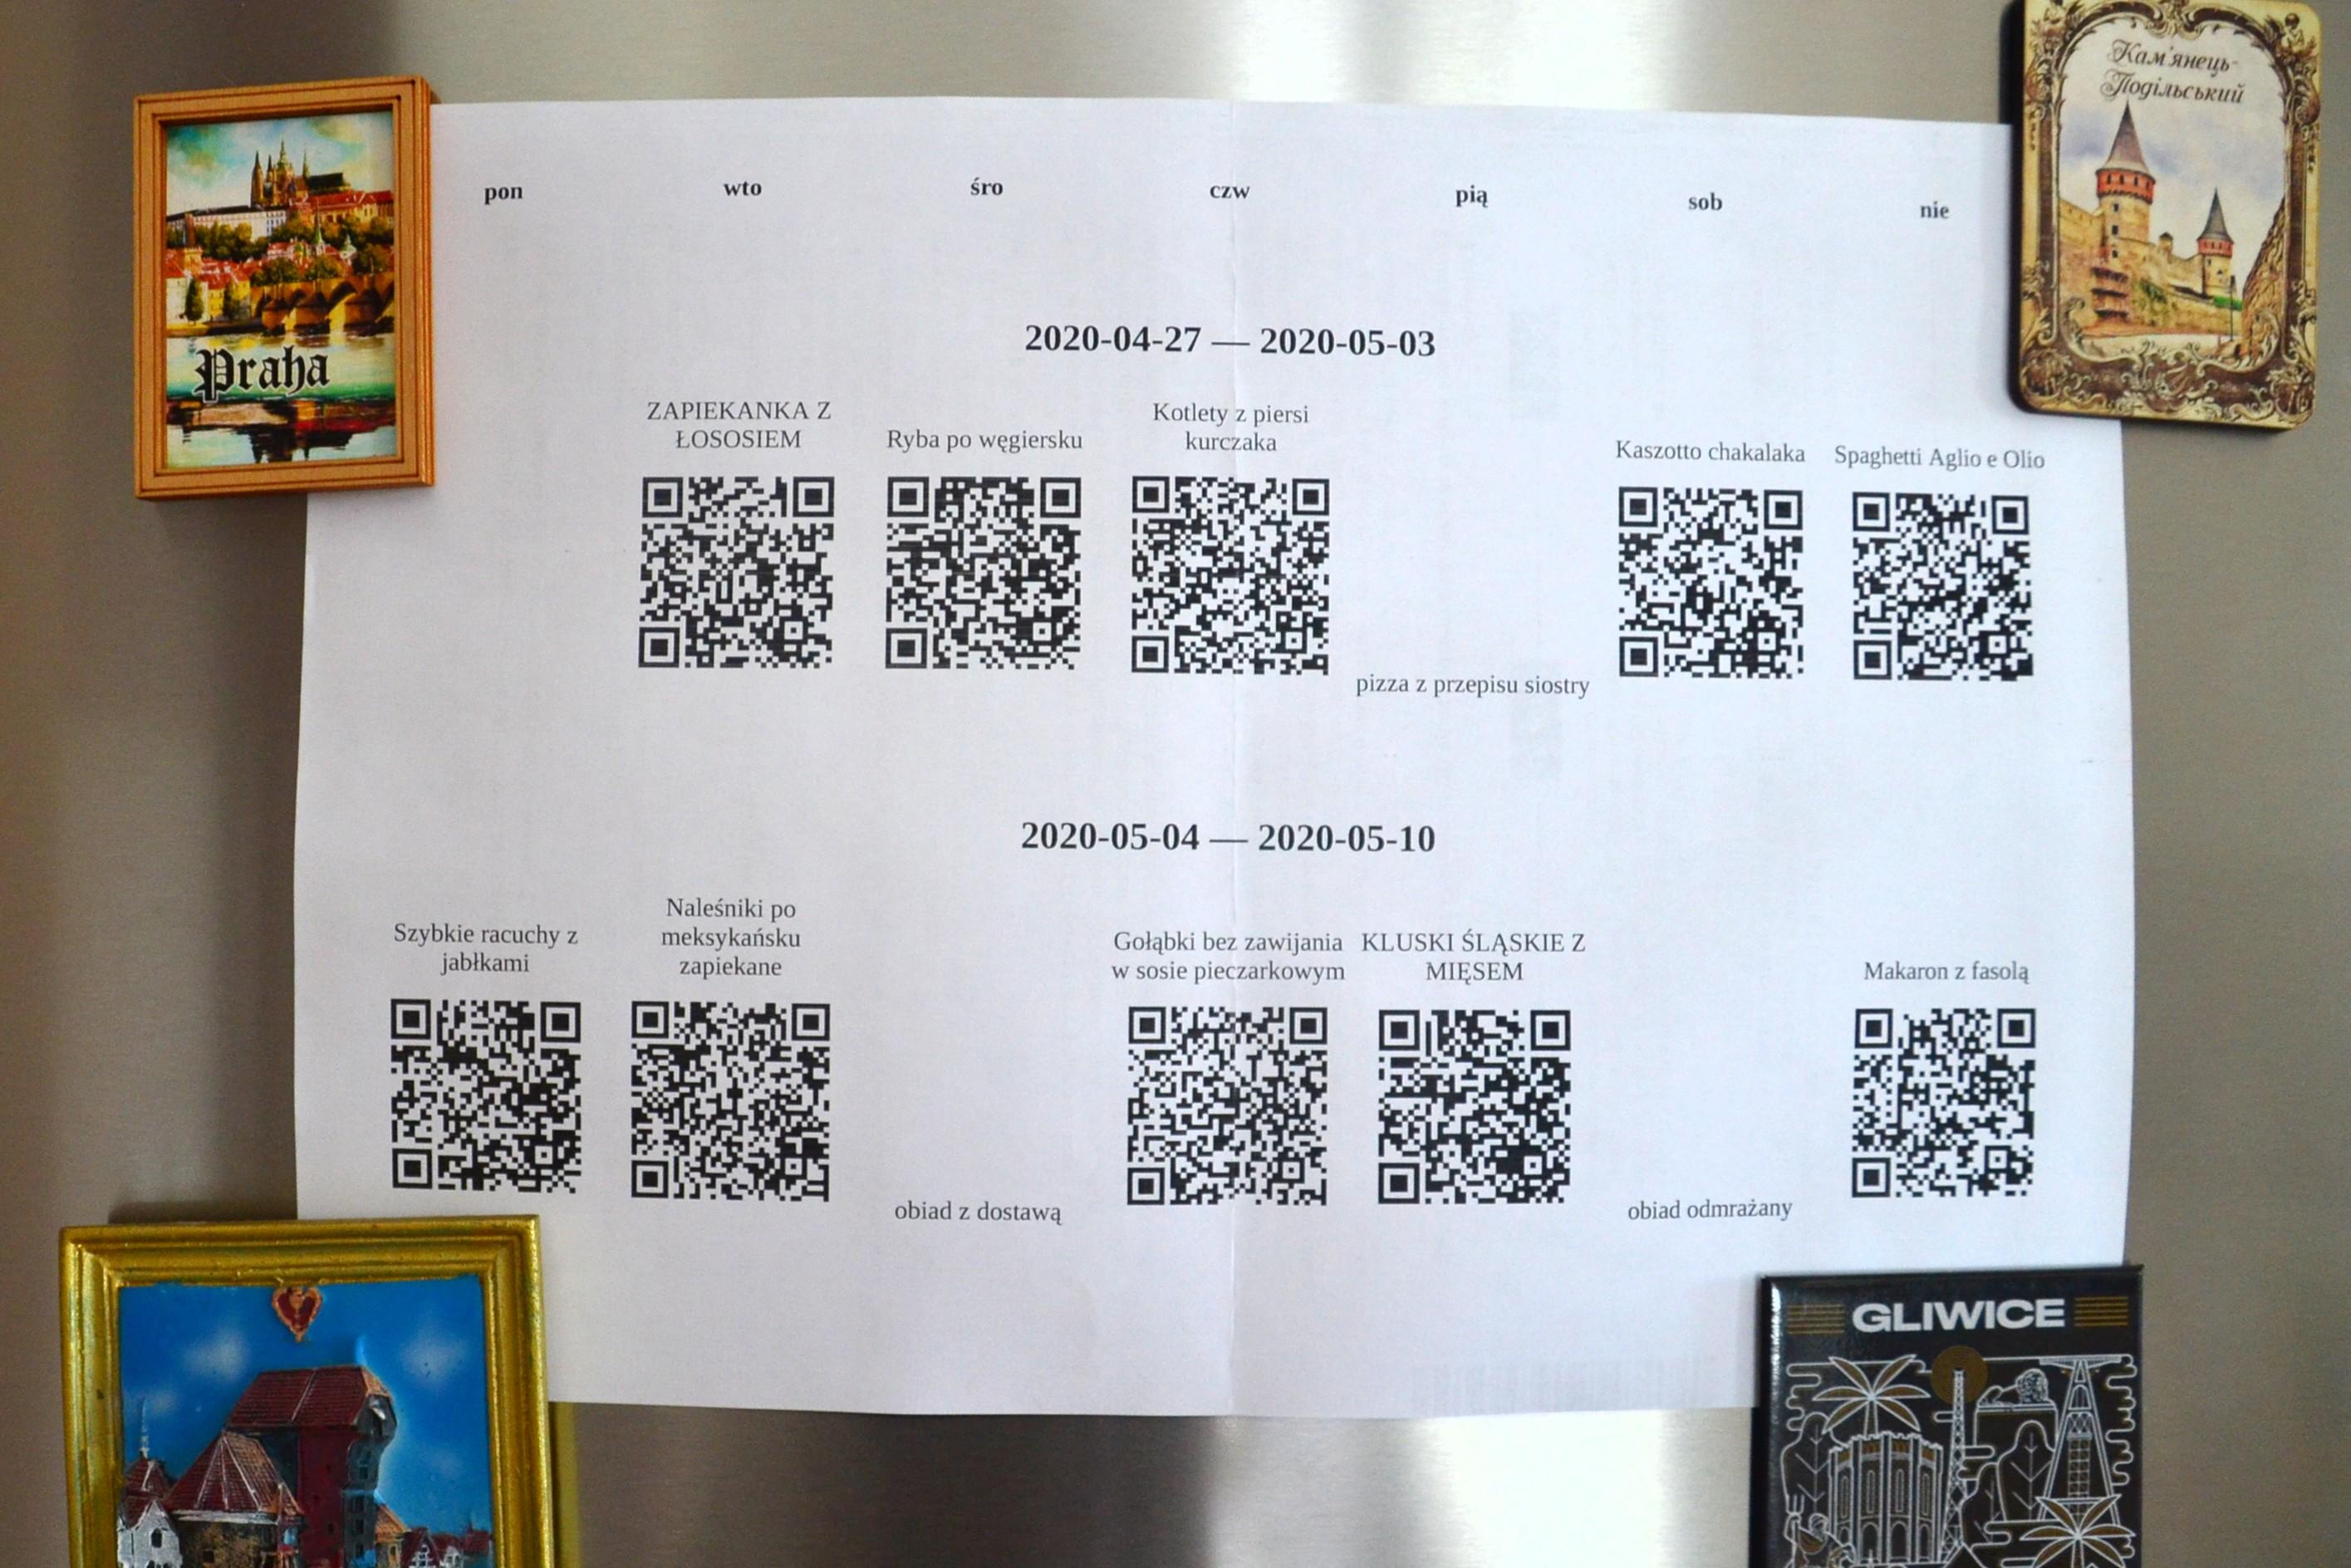 Кам'янець-
Подільський
Praha
pon wto śro czw pią sob nie
2020-04-27 — 2020-05-03
ZAPIEKANKA Z
ŁOSOSIEM
Ryba po węgiersku
Kotlety z piersi
kurczaka
pizza z przepisu siostry
Kaszotto chakalaka
Spaghetti Aglio e Olio
2020-05-04 — 2020-05-10
Szybkie racuchy z
jabłkami
Naleśniki po
meksykańsku
zapiekane
obiad z dostawą
Gołąbki bez zawijania
w sosie pieczarkowym
KLUSKI ŚLĄSKIE Z
MIĘSEM
obiad odmrażany
Makaron z fasolą
GLIWICE